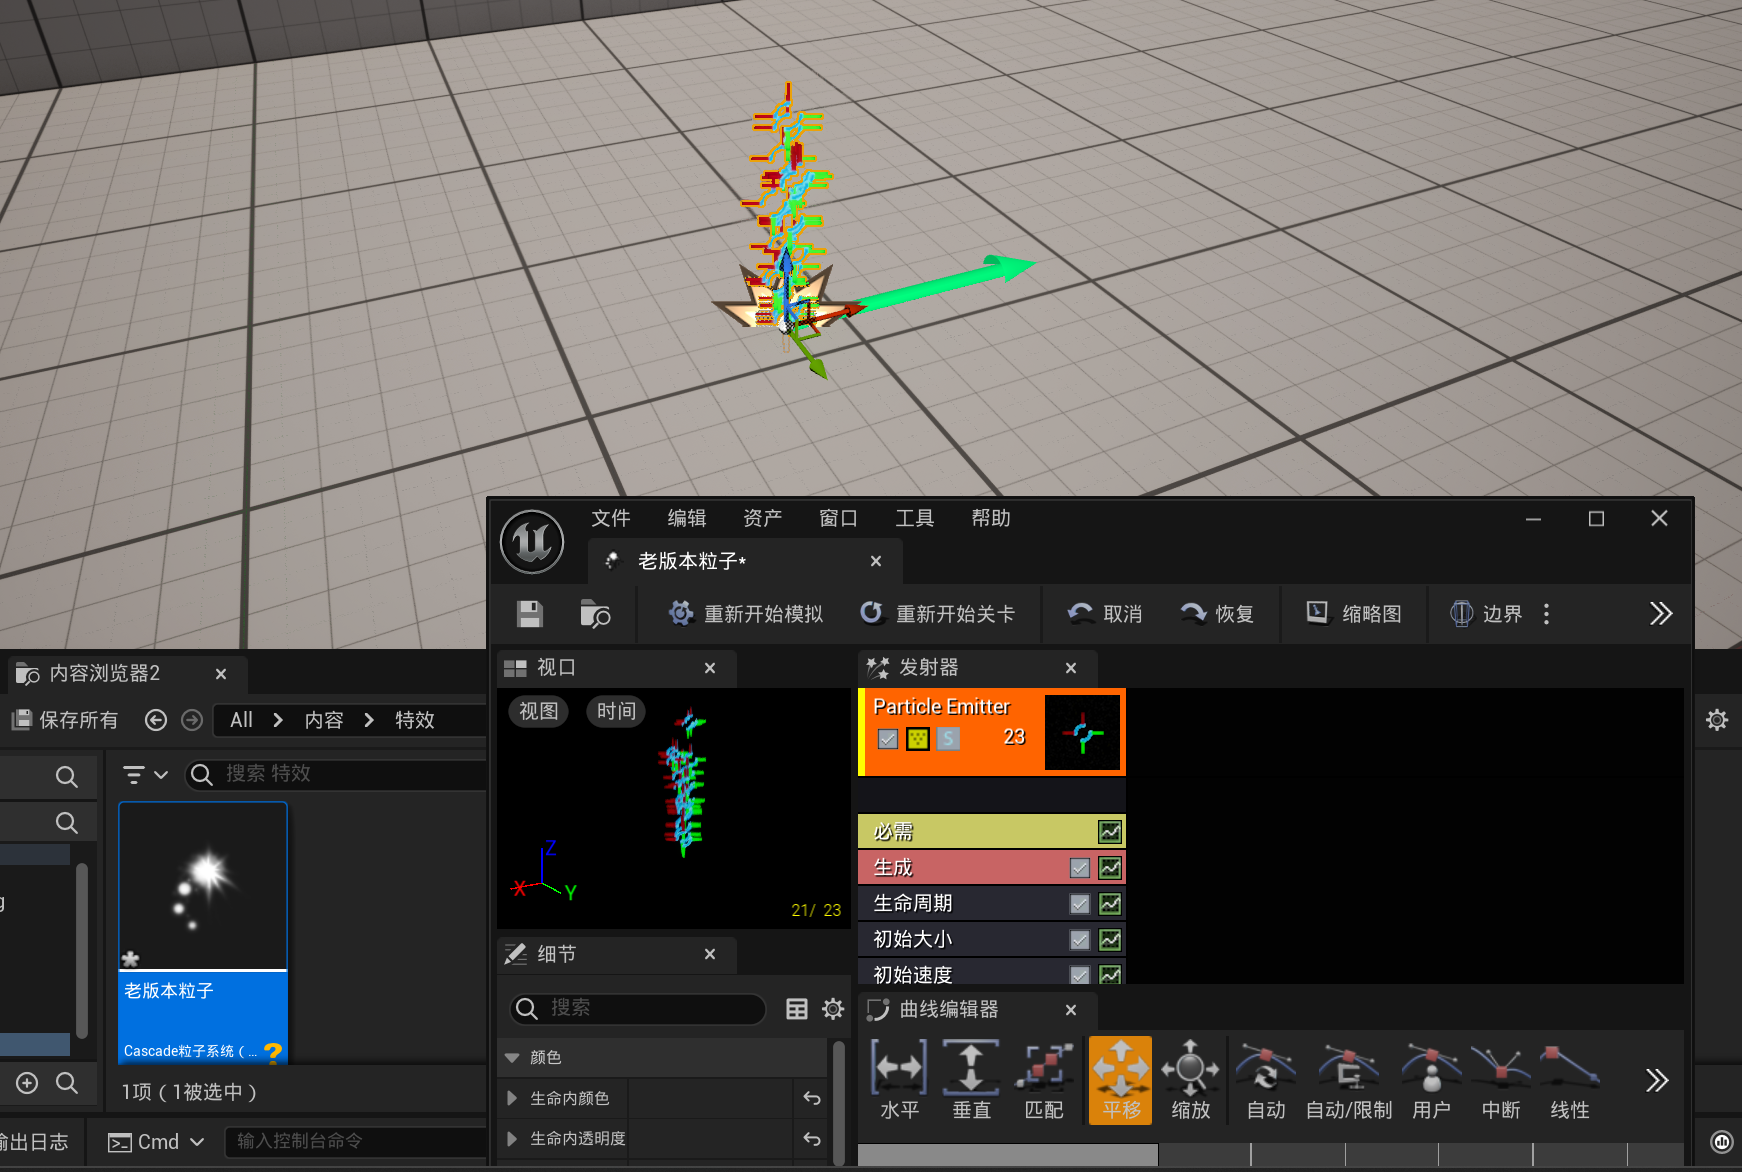 文件 编辑 资产 窗口 工具 帮助
老版本粒子*
重新开始模拟 重新开始关卡 取消 恢复 缩略图 边界
内容浏览器2
保存所有 All 内容 特效
搜索 特效
老版本粒子
Cascade粒子系统 ( ...
1项（1被选中）
输出日志 Cmd 输入控制台命令
视口
视图 时间
Z
X
Y
21/ 23
细节
搜索
颜色
生命内颜色
生命内透明度
发射器
Particle Emitter
S 23
必需
生成
生命周期
初始大小
初始速度
曲线编辑器
水平 垂直 匹配 平移 缩放 自动 自动/限制 用户 中断 线性